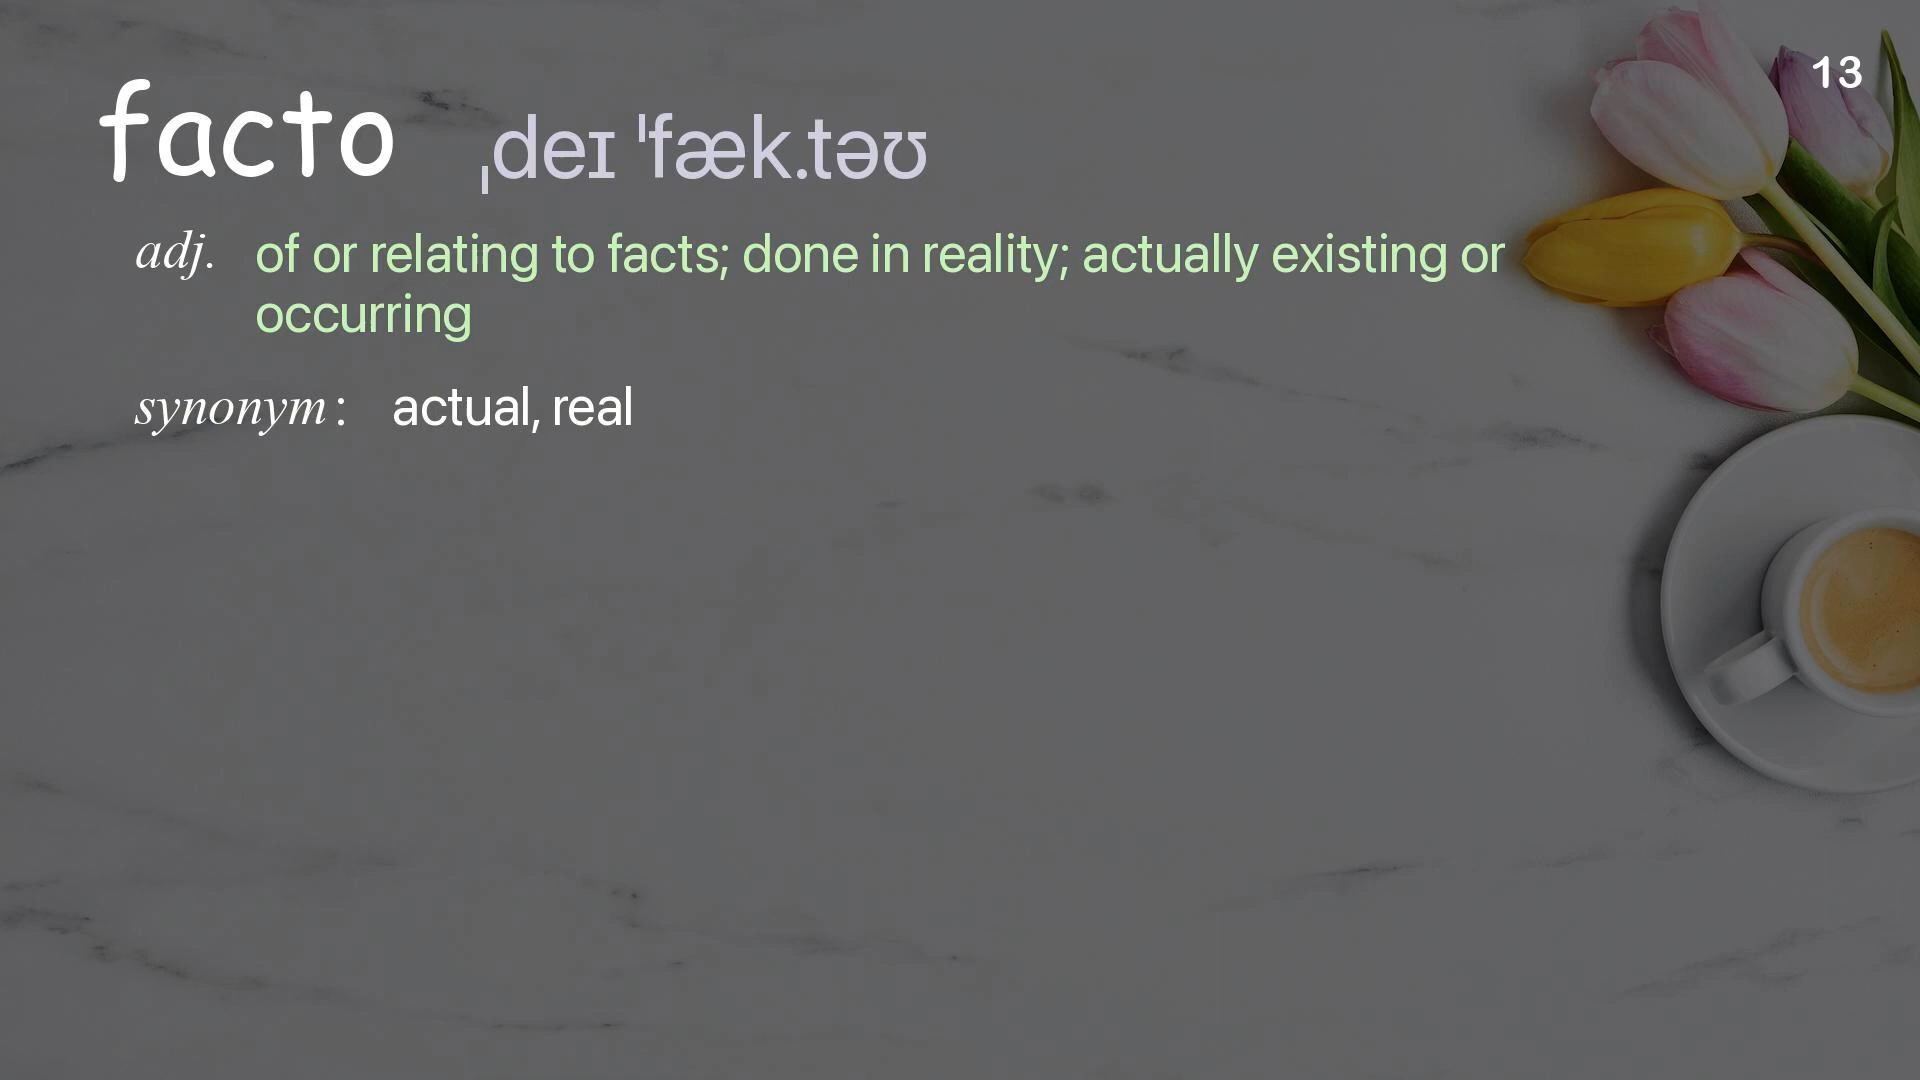 13
facto ˌdeɪ ˈfæk.təʊ
adj. of or relating to facts; done in reality; actually existing or
occurring
synonym: actual, real